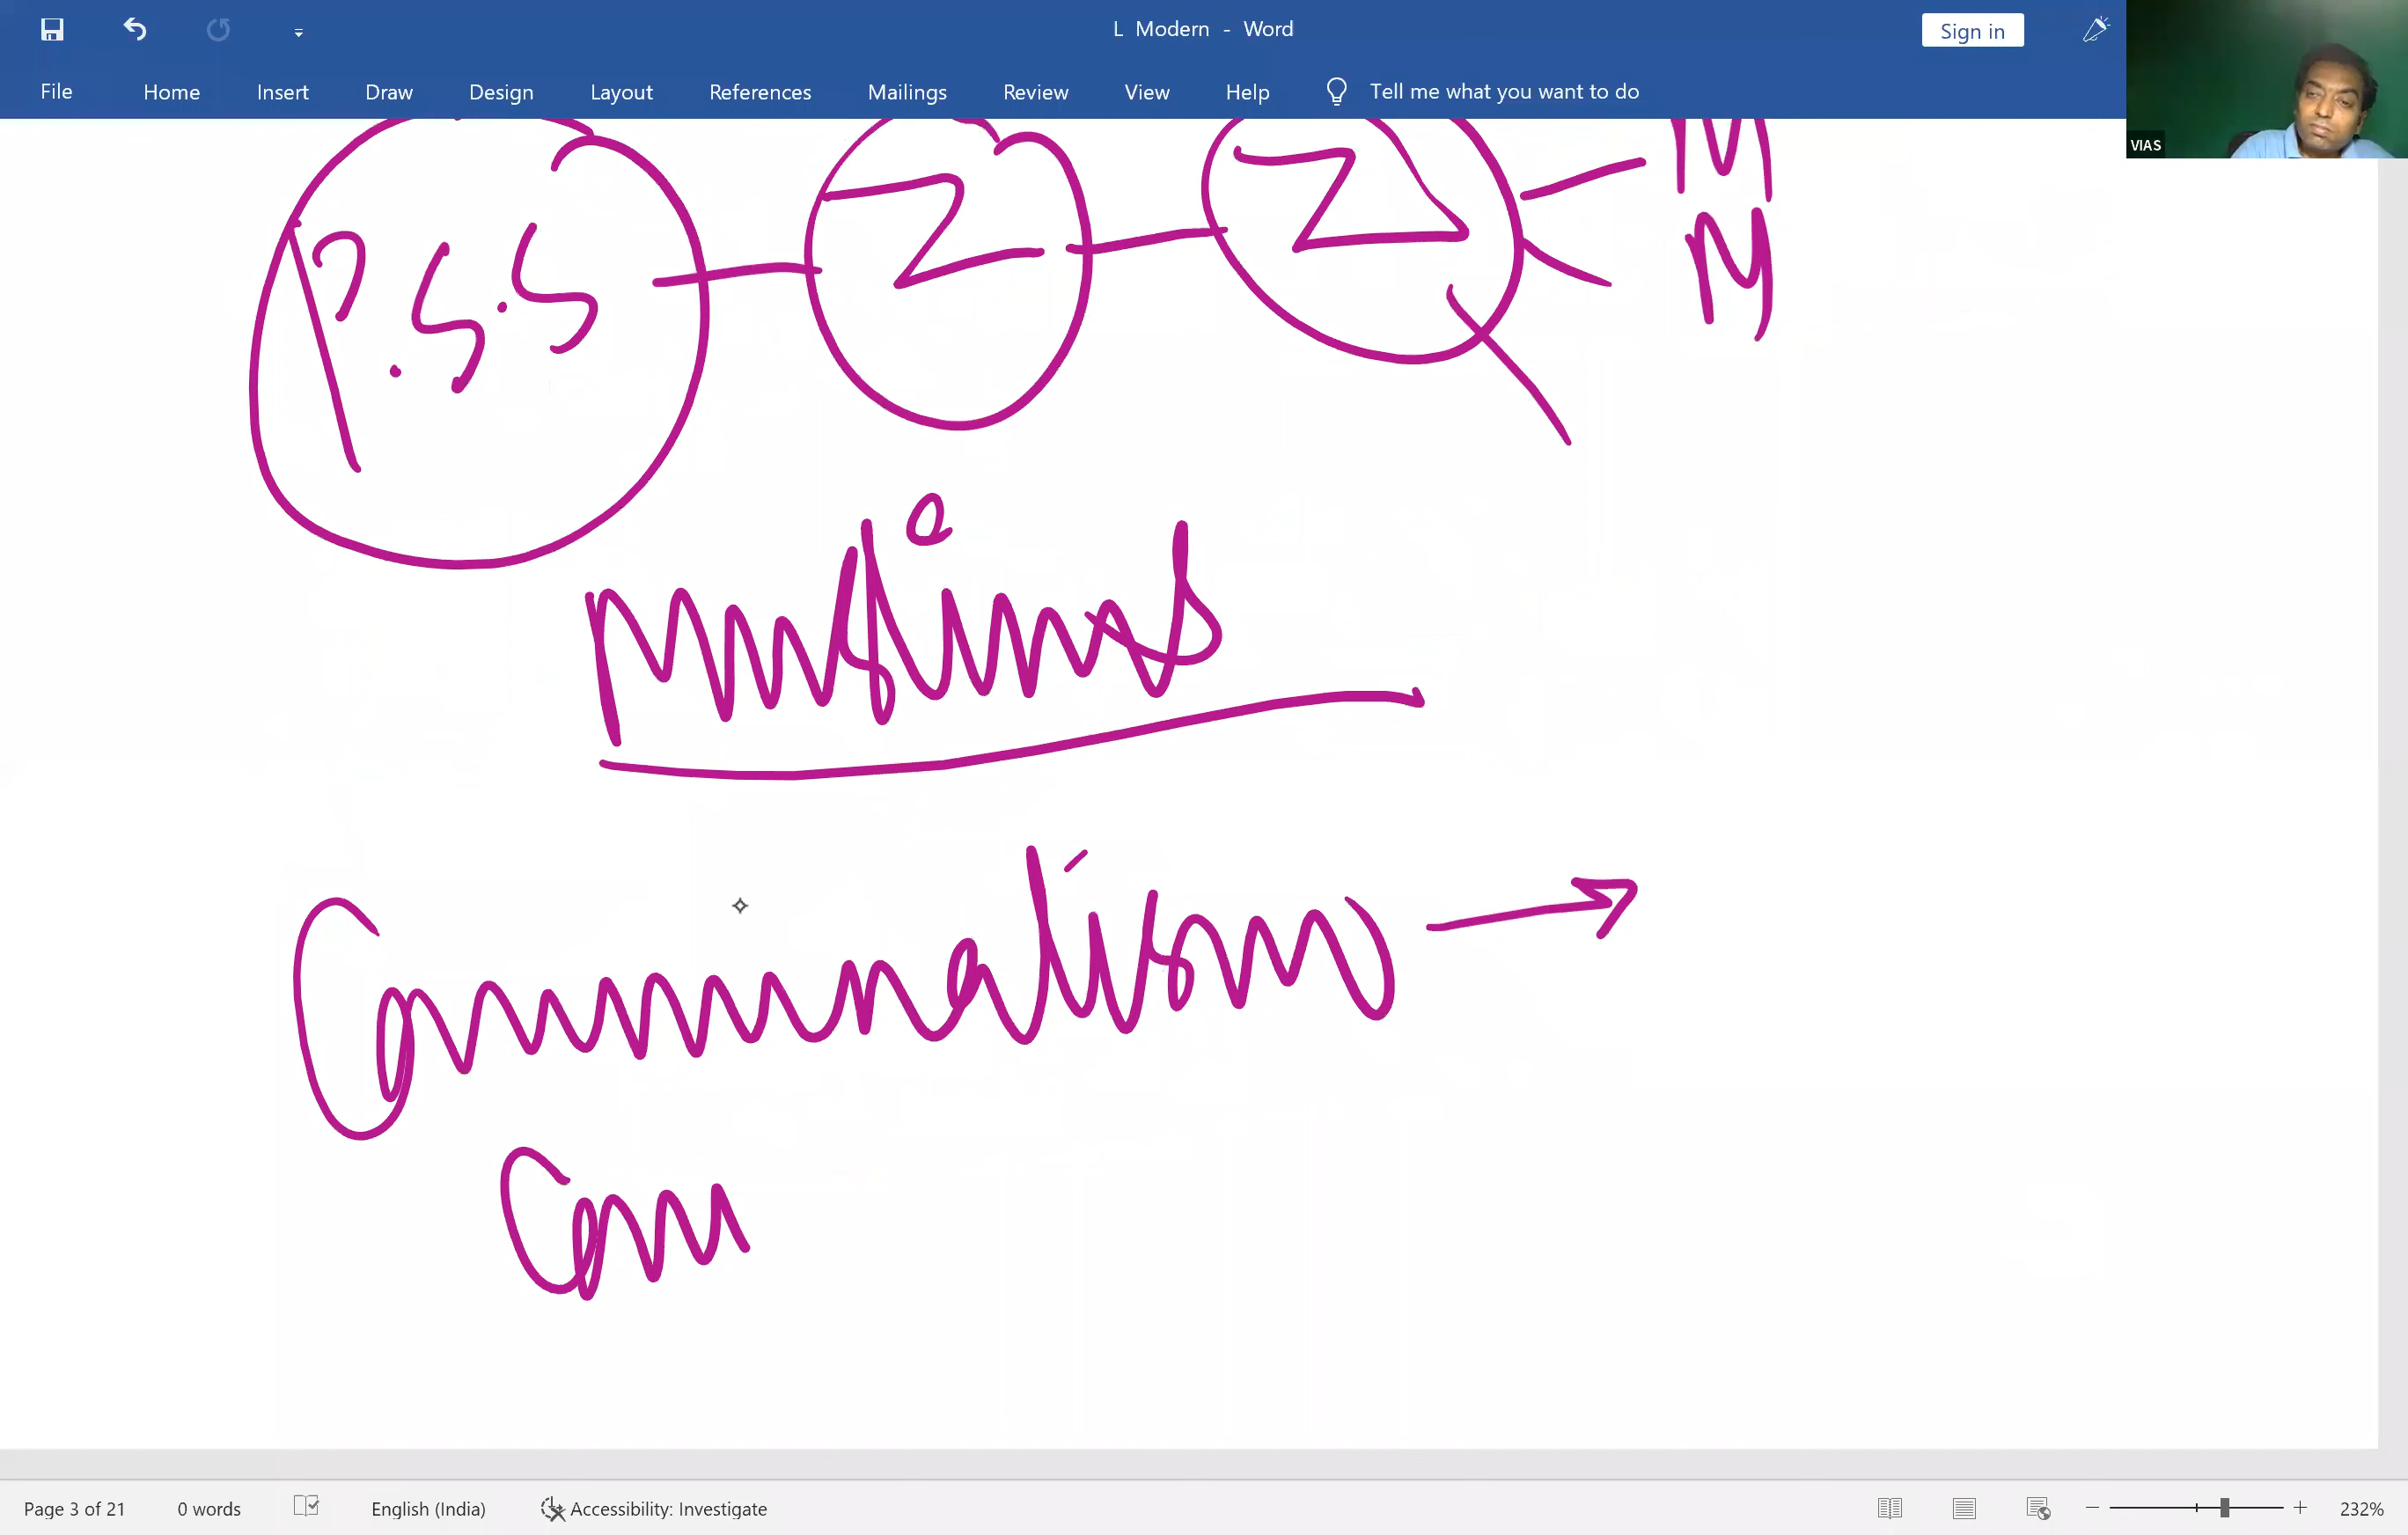 L Modern - Word
Sign in
File Home Insert Draw Design Layout References Mailings Review View Help Tell me what you want to do
VIAS
P.S.S Z Z M
M
Muslims
Communalism →
Com
Page 3 of 21 0 words English (India) Accessibility: Investigate 232%